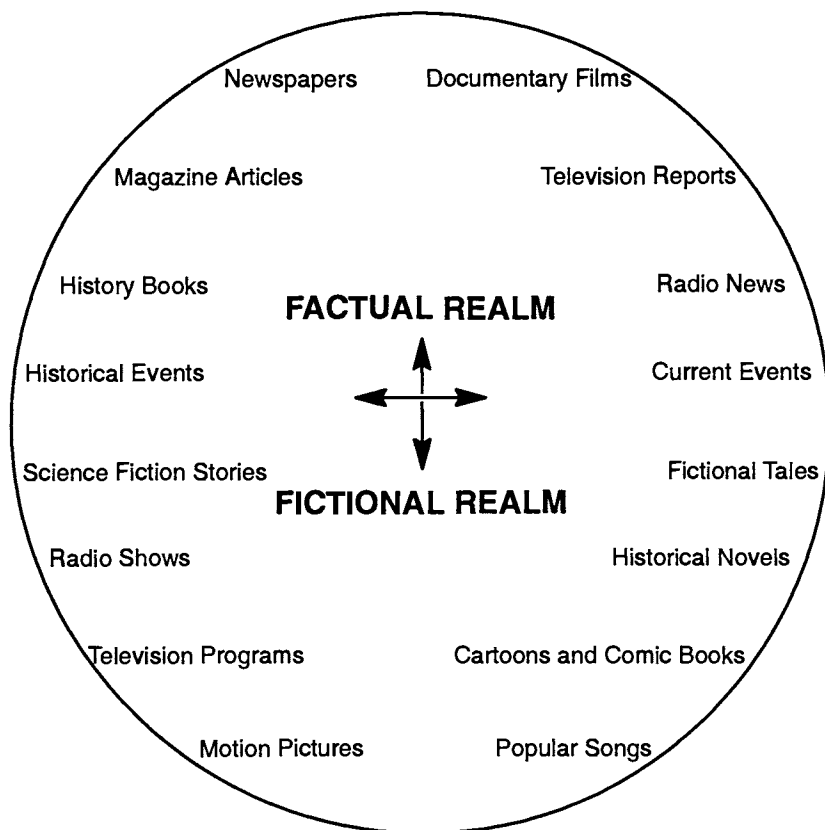 Newspapers
Documentary Films
Magazine Articles
Television Reports
History Books
Radio News
FACTUAL REALM
Historical Events
Current Events
Science Fiction Stories
Fictional Tales
FICTIONAL REALM
Radio Shows
Historical Novels
Television Programs
Cartoons and Comic Books
Motion Pictures
Popular Songs